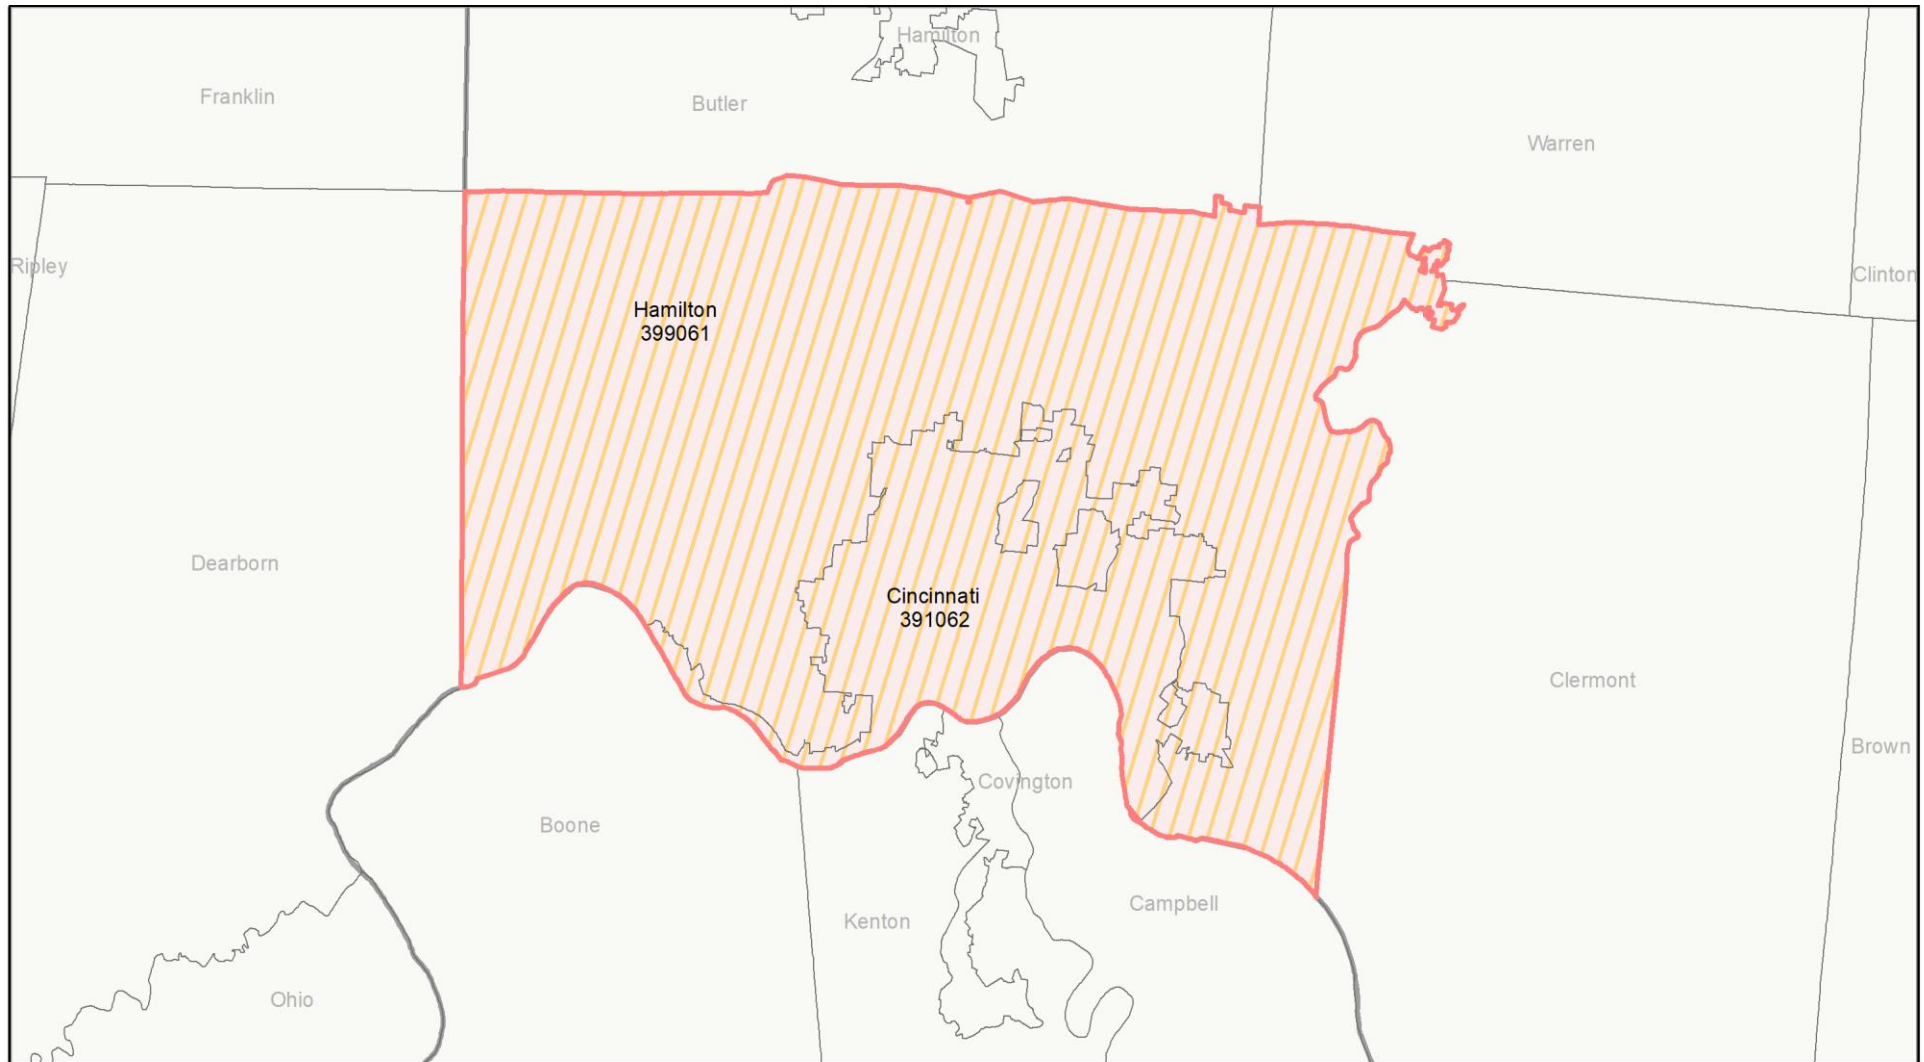 Hamilton
Franklin
Butler
Warren
Ripley
Clinton
Hamilton
399061
Dearborn
Cincinnati
391062
Clermont
Brown
Covington
Boone
Campbell
Kenton
Ohio